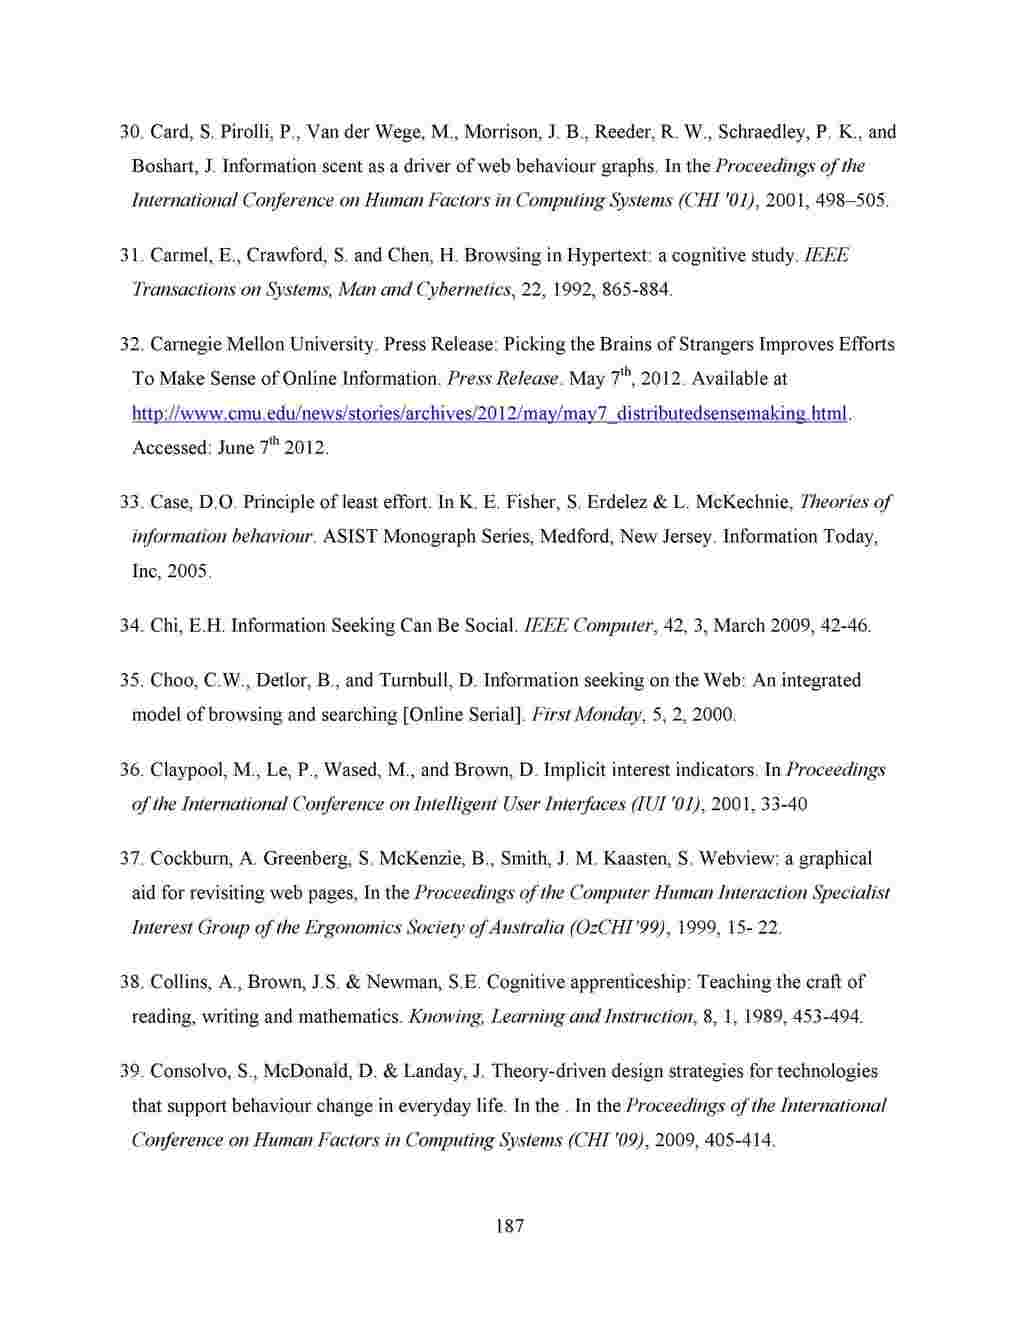 30. Card, S. Pirolli, P., Van der Wege, M., Morrison, J. B., Reeder, R. W., Schraedley, P. K., and
Boshart, J. Information scent as a driver of web behaviour graphs. In the Proceedings of the
International Conference on Human Factors in Computing Systems (CHI '01), 2001, 498–505.
31. Carmel, E., Crawford, S. and Chen, H. Browsing in Hypertext: a cognitive study. IEEE
Transactions on Systems, Man and Cybernetics, 22, 1992, 865-884.
32. Carnegie Mellon University. Press Release: Picking the Brains of Strangers Improves Efforts
To Make Sense of Online Information. Press Release. May 7th, 2012. Available at
http://www.cmu.edu/news/stories/archives/2012/may/may7_distributedsensemaking.html.
Accessed: June 7th 2012.
33. Case, D.O. Principle of least effort. In K. E. Fisher, S. Erdelez & L. McKechnie, Theories of
information behaviour. ASIST Monograph Series, Medford, New Jersey. Information Today,
Inc, 2005.
34. Chi, E.H. Information Seeking Can Be Social. IEEE Computer, 42, 3, March 2009, 42-46.
35. Choo, C.W., Detlor, B., and Turnbull, D. Information seeking on the Web: An integrated
model of browsing and searching [Online Serial]. First Monday, 5, 2, 2000.
36. Claypool, M., Le, P., Wased, M., and Brown, D. Implicit interest indicators. In Proceedings
of the International Conference on Intelligent User Interfaces (IUI '01), 2001, 33-40
37. Cockburn, A. Greenberg, S. McKenzie, B., Smith, J. M. Kaasten, S. Webview: a graphical
aid for revisiting web pages, In the Proceedings of the Computer Human Interaction Specialist
Interest Group of the Ergonomics Society of Australia (OzCHI'99), 1999, 15- 22.
38. Collins, A., Brown, J.S. & Newman, S.E. Cognitive apprenticeship: Teaching the craft of
reading, writing and mathematics. Knowing, Learning and Instruction, 8, 1, 1989, 453-494.
39. Consolvo, S., McDonald, D. & Landay, J. Theory-driven design strategies for technologies
that support behaviour change in everyday life. In the . In the Proceedings of the International
Conference on Human Factors in Computing Systems (CHI '09), 2009, 405-414.
187